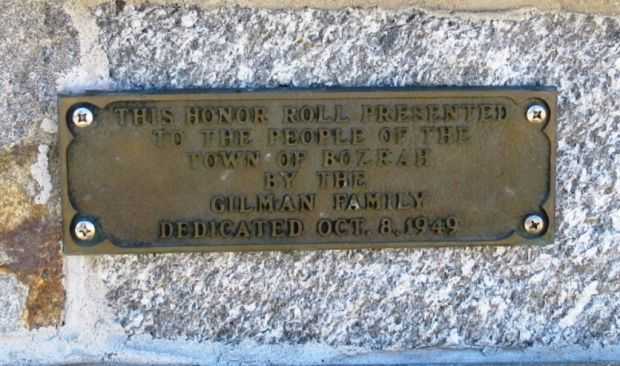 THIS HONOR ROLL PRESENTED
TO THE PEOPLE OF THE
TOWN OF BOZRAH
BY THE
GILMAN FAMILY
DEDICATED OCT. 8, 1949